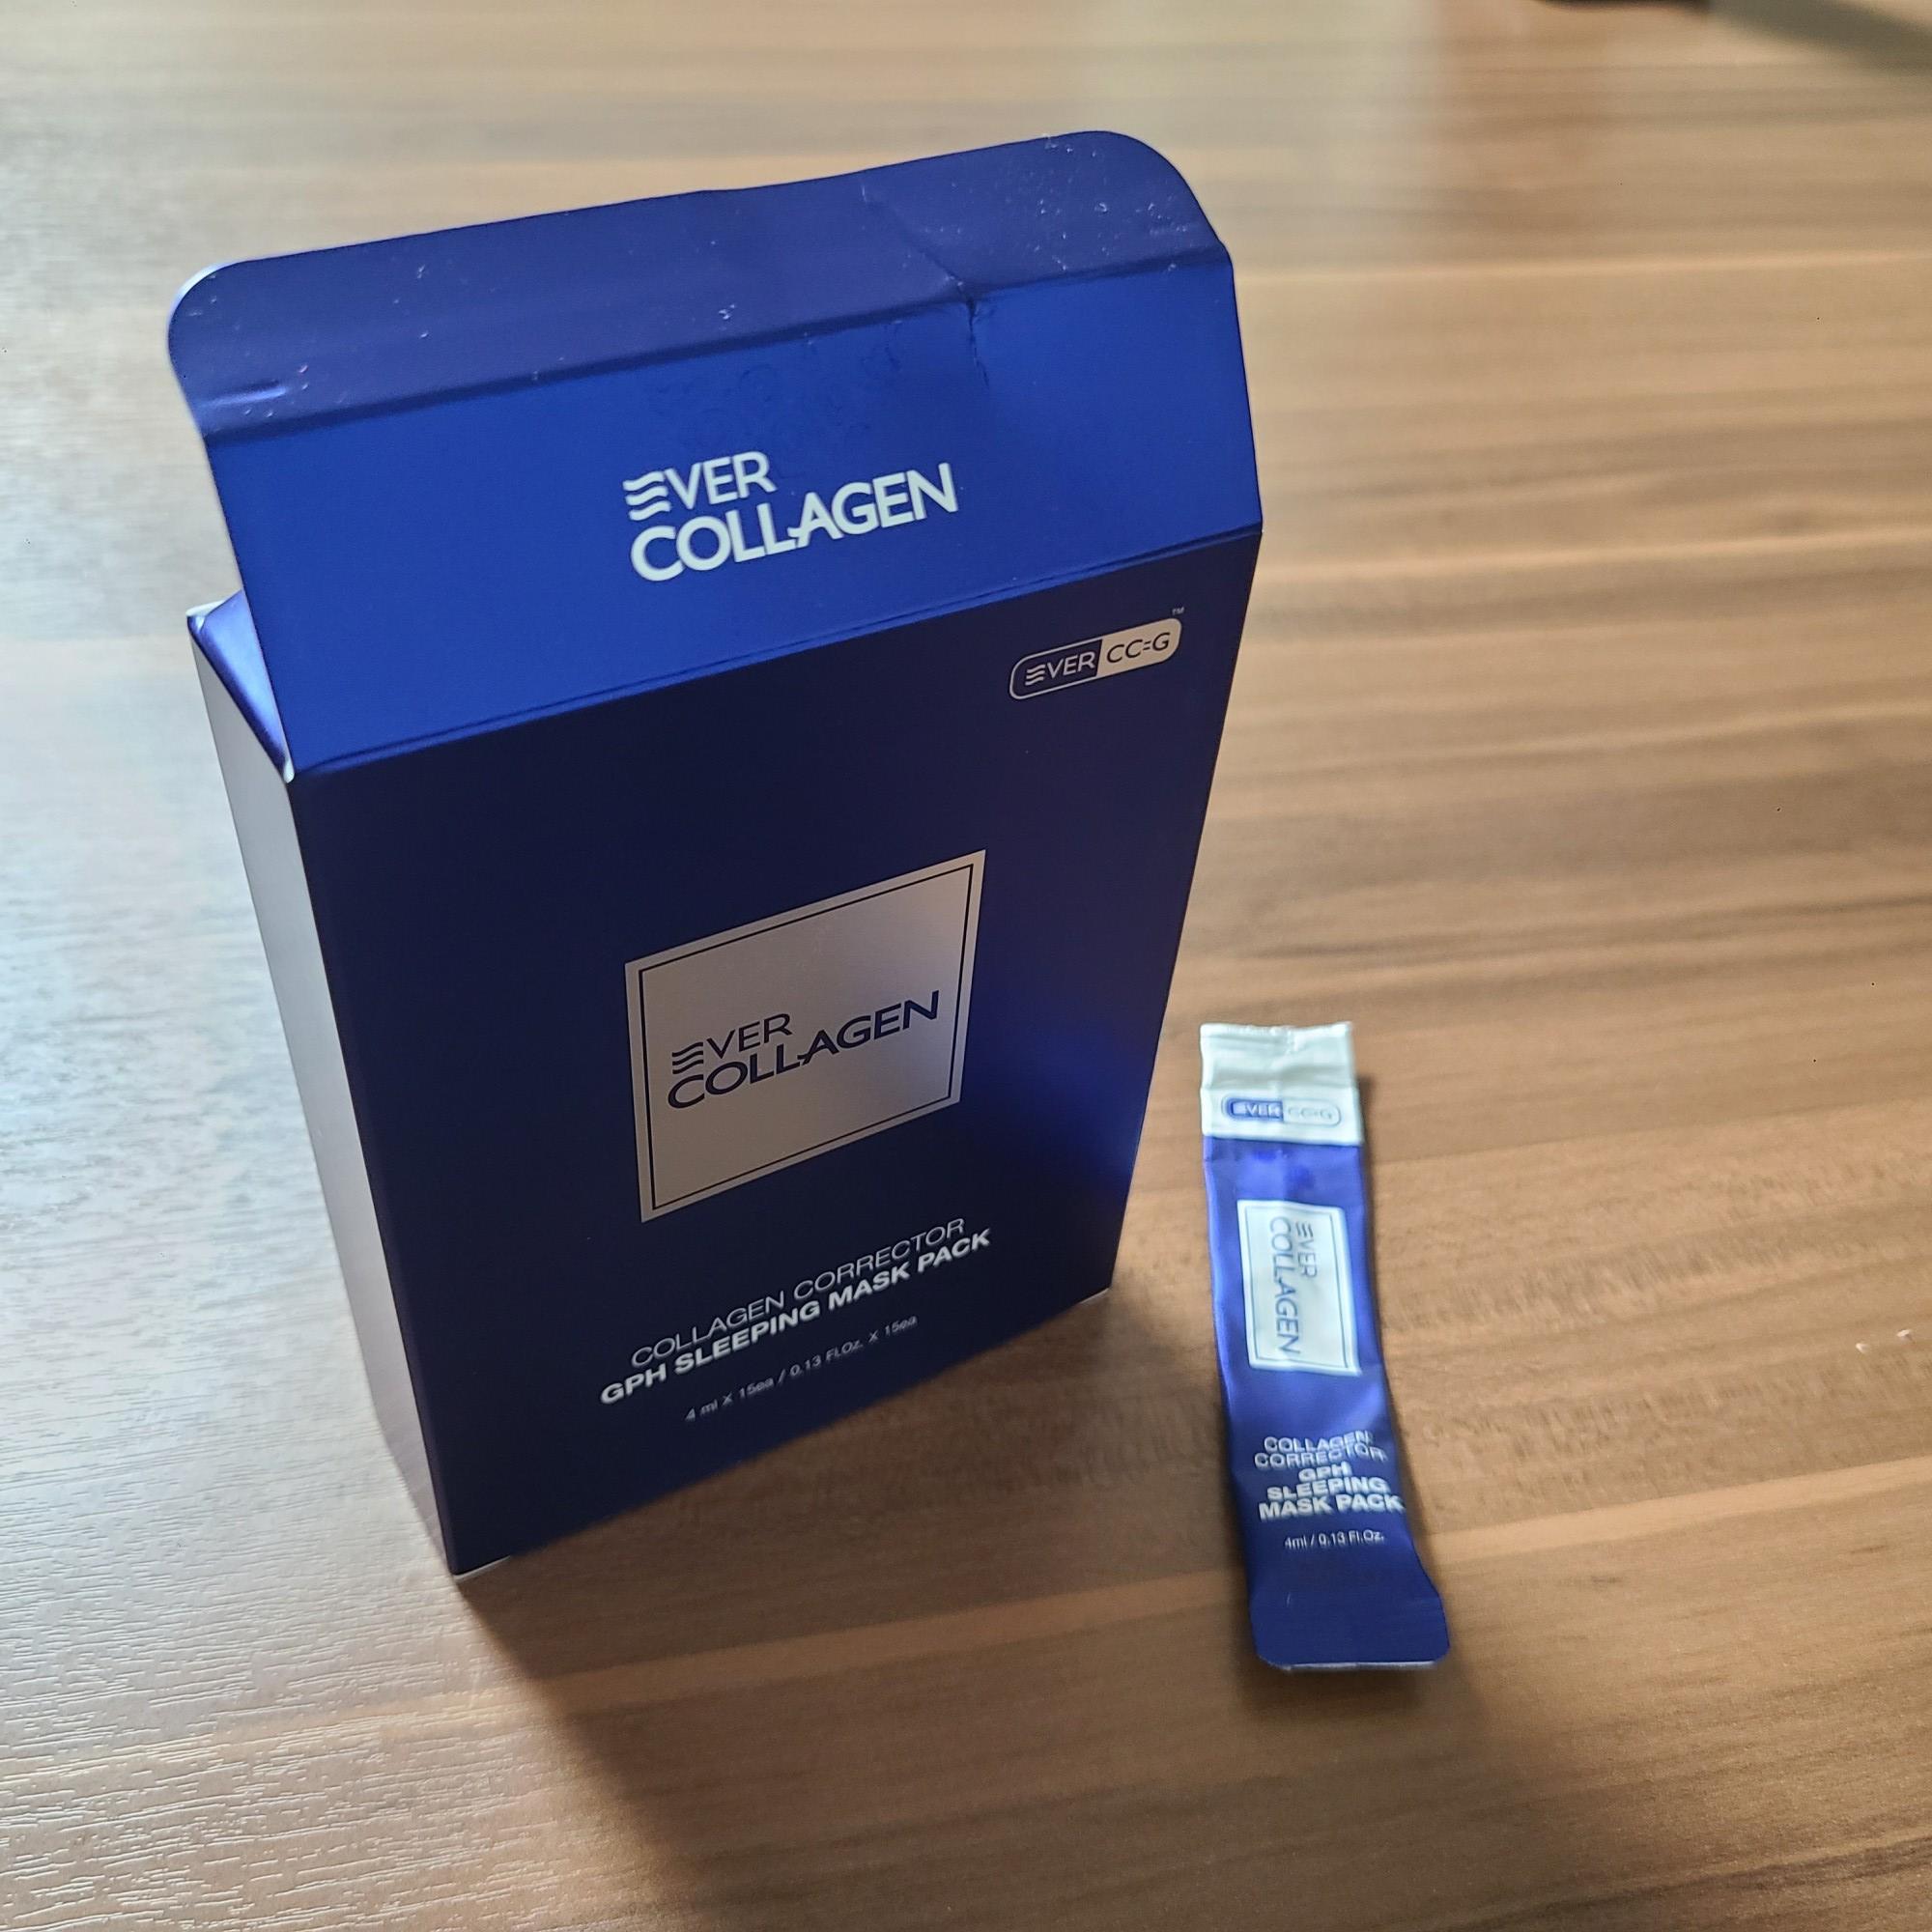 EVER
COLLAGEN
EVER CC-G
™
EVER
COLLAGEN
COLLAGEN CORRECTOR
GPH SLEEPING MASK PACK
4 ml X 15ea / 0.13 Fl.Oz. X 15ea
EVER CC-G
EVER
COLLAGEN
COLLAGEN
CORRECTOR
GPH
SLEEPING
MASK PACK
4ml / 0.13 Fl.Oz.